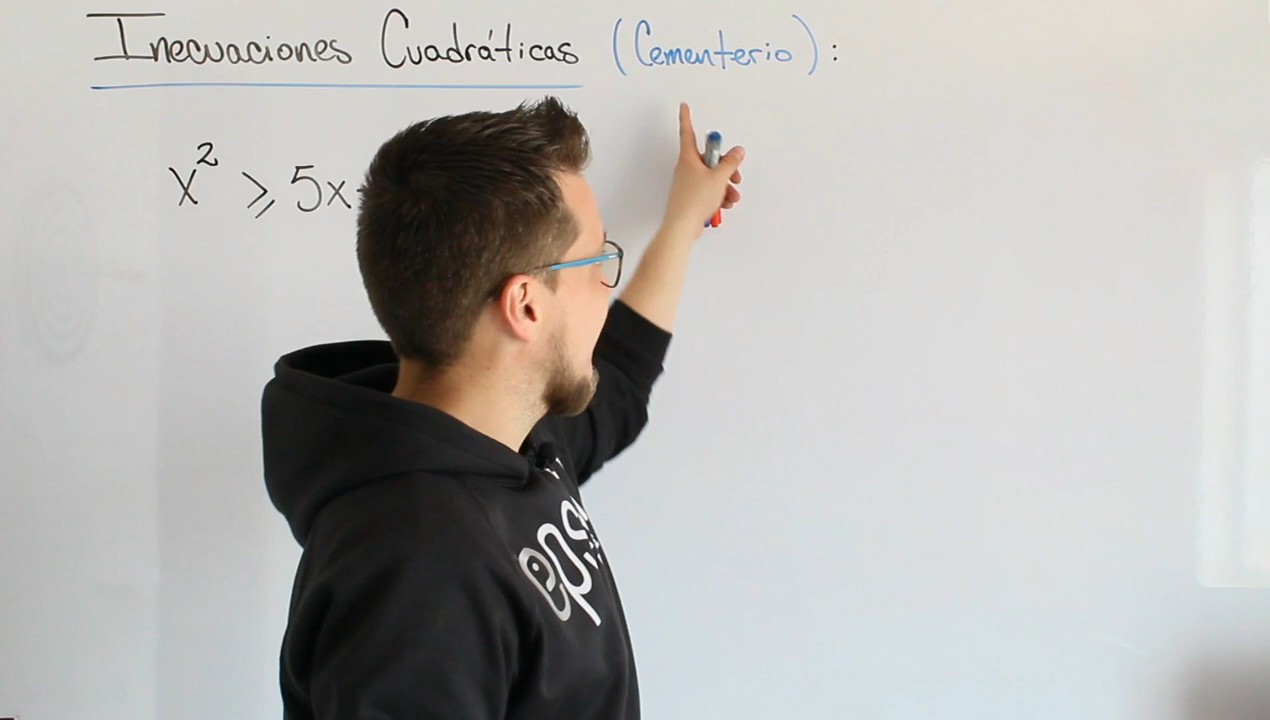 Inecuaciones Cuadráticas (Cementerio):
x² ⩾ 5x